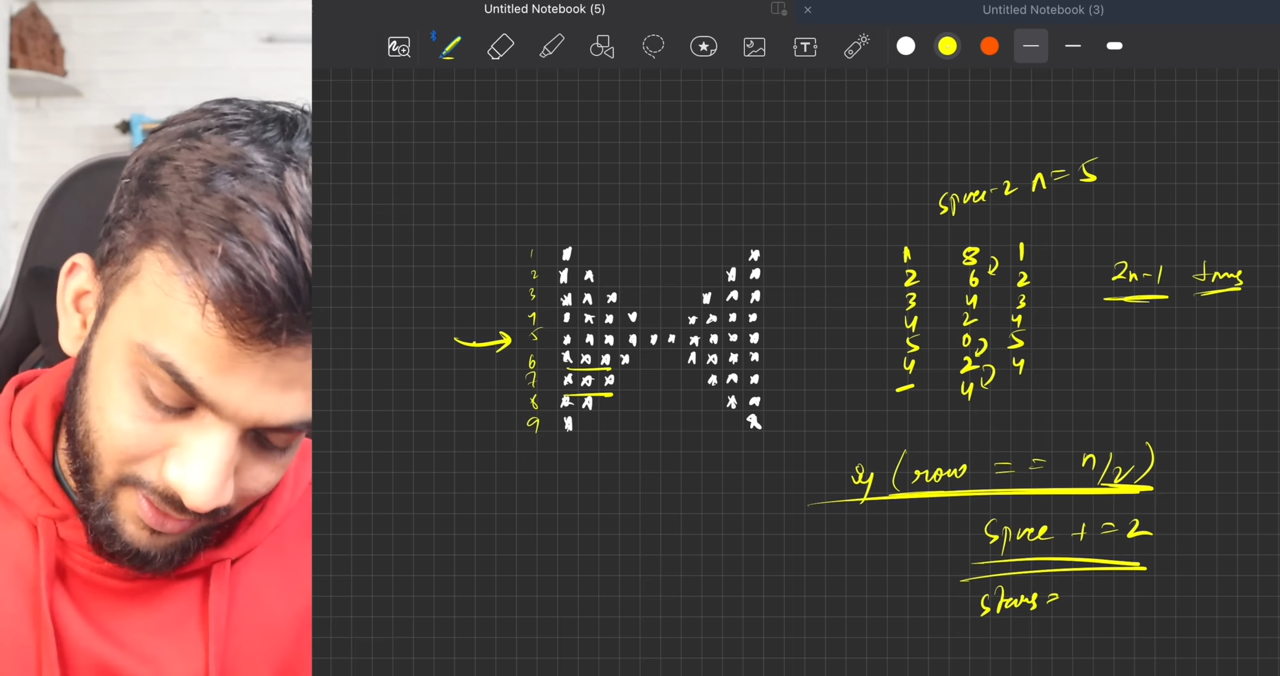 Untitled Notebook (5)
Untitled Notebook (3)
space-2 n = 5
1 8 1
2 6 2
3 4 3
4 2 4
5 0 5
4 2 4
4
2n-1 times
1
2
3
4
5
6
7
8
9
if (row == n/2)
space += 2
stars =